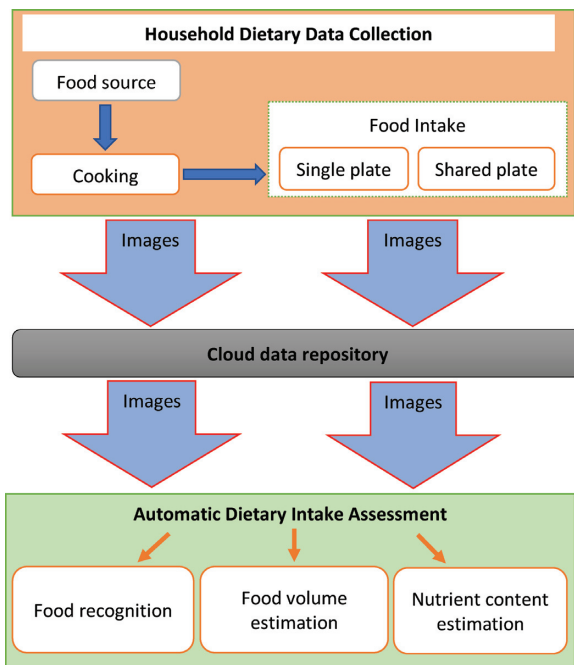 Household Dietary Data Collection
Food source
Cooking
Food Intake
Single plate
Shared plate
Images
Images
Cloud data repository
Images
Images
Automatic Dietary Intake Assessment
Food recognition
Food volume
estimation
Nutrient content
estimation